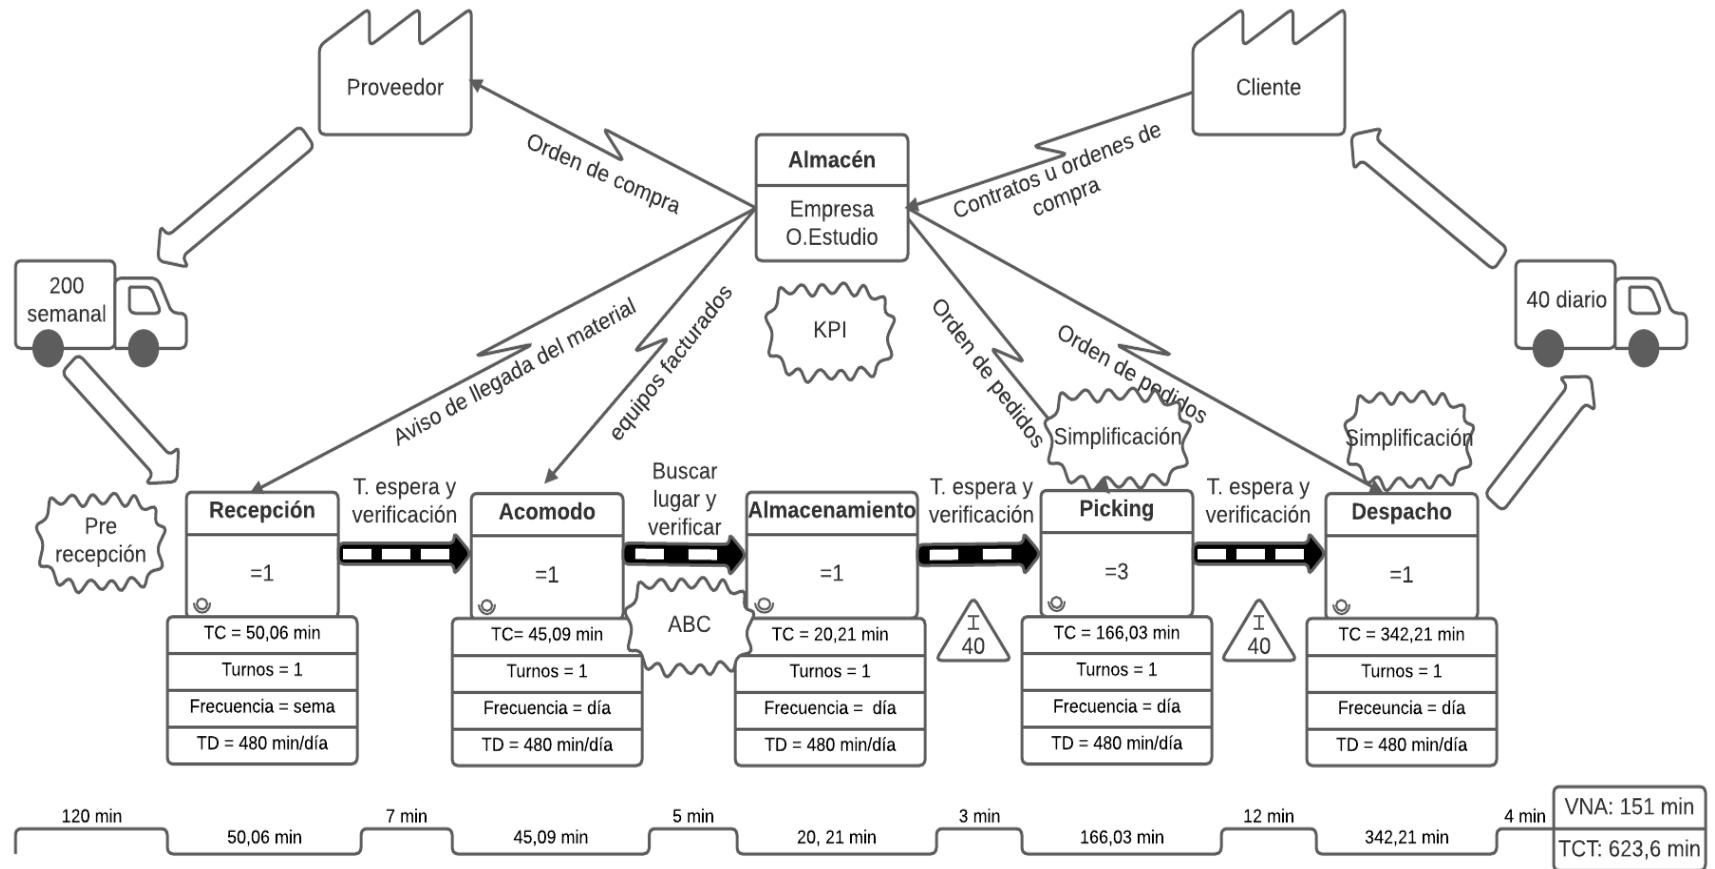 Proveedor
Cliente
Orden de compra
Contratos u ordenes de
compra
Almacén
Empresa
O.Estudio
200
semanal
40 diario
KPI
Aviso de llegada del material
equipos facturados
Orden de pedidos
Orden de pedidos
Simplificación
Simplificación
Pre
recepción
T. espera y
verificación
Buscar
lugar y
verificar
T. espera y
verificación
T. espera y
verificación
Recepción
=1
TC = 50,06 min
Turnos = 1
Frecuencia = sema
TD = 480 min/día
Acomodo
=1
TC= 45,09 min
Turnos = 1
Frecuencia = día
TD = 480 min/día
ABC
Almacenamiento
=1
TC = 20,21 min
Turnos = 1
Frecuencia =  día
TD = 480 min/día
I
40
Picking
=3
TC = 166,03 min
Turnos = 1
Frecuencia = día
TD = 480 min/día
I
40
Despacho
=1
TC = 342,21 min
Turnos = 1
Freceuncia = día
TD = 480 min/día
120 min
50,06 min
7 min
45,09 min
5 min
20, 21 min
3 min
166,03 min
12 min
342,21 min
4 min
VNA: 151 min
TCT: 623,6 min